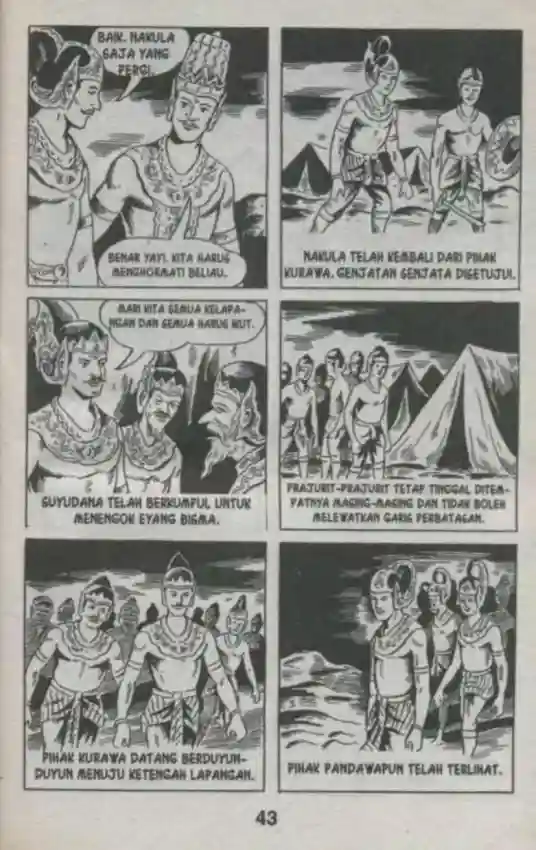 BAIK. NAKULA
SAJA YANG
PERGI.
BENAR YAYI. KITA HARUS
MENGHORMATI BELIAU.
NAKULA TELAH KEMBALI DARI PIHAK
KURAWA. GENJATAN SENJATA DISETUJUI.
MARI KITA SEMUA KELAPA-
NGAN DAN SEMUA HARUS IKUT.
SUYUDANA TELAH BERKUMPUL UNTUK
MENENGOK EYANG BISMA.
PRAJURIT-PRAJURIT TETAP TINGGAL DITEM-
PATNYA MASING-MASING DAN TIDAK BOLEH
MELEWATKAN GARIS PERBATASAN.
PIHAK KURAWA DATANG BERDUYUN-
DUYUN MENUJU KETENGAH LAPANGAN.
PIHAK PANDAWAPUN TELAH TERLIHAT.
43